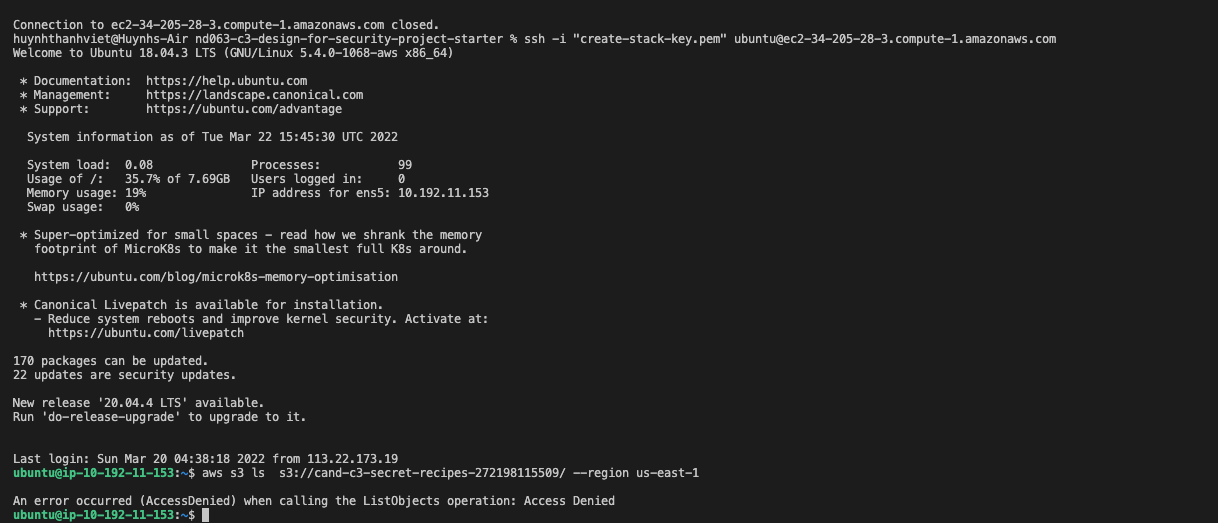 Connection to ec2-34-205-28-3.compute-1.amazonaws.com closed.
huynhthanhviet@Huynhs-Air nd063-c3-design-for-security-project-starter % ssh -i "create-stack-key.pem" ubuntu@ec2-34-205-28-3.compute-1.amazonaws.com
Welcome to Ubuntu 18.04.3 LTS (GNU/Linux 5.4.0-1068-aws x86_64)

 * Documentation:  https://help.ubuntu.com
 * Management:     https://landscape.canonical.com
 * Support:        https://ubuntu.com/advantage

  System information as of Tue Mar 22 15:45:30 UTC 2022

  System load:  0.08              Processes:           99
  Usage of /:   35.7% of 7.69GB   Users logged in:     0
  Memory usage: 19%               IP address for ens5: 10.192.11.153
  Swap usage:   0%

 * Super-optimized for small spaces - read how we shrank the memory
   footprint of MicroK8s to make it the smallest full K8s around.

   https://ubuntu.com/blog/microk8s-memory-optimisation

 * Canonical Livepatch is available for installation.
   - Reduce system reboots and improve kernel security. Activate at:
     https://ubuntu.com/livepatch

170 packages can be updated.
22 updates are security updates.

New release '20.04.4 LTS' available.
Run 'do-release-upgrade' to upgrade to it.

Last login: Sun Mar 20 04:38:18 2022 from 113.22.173.19
ubuntu@ip-10-192-11-153:~$ aws s3 ls  s3://cand-c3-secret-recipes-272198115509/ --region us-east-1

An error occurred (AccessDenied) when calling the ListObjects operation: Access Denied
ubuntu@ip-10-192-11-153:~$